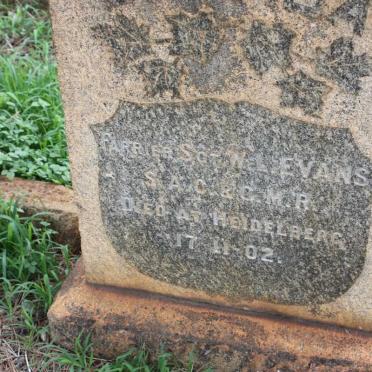 FARRIER SGT W. L. EVANS
S.A.C. & C.M.R.
DIED AT HEIDELBERG
17-11-02.